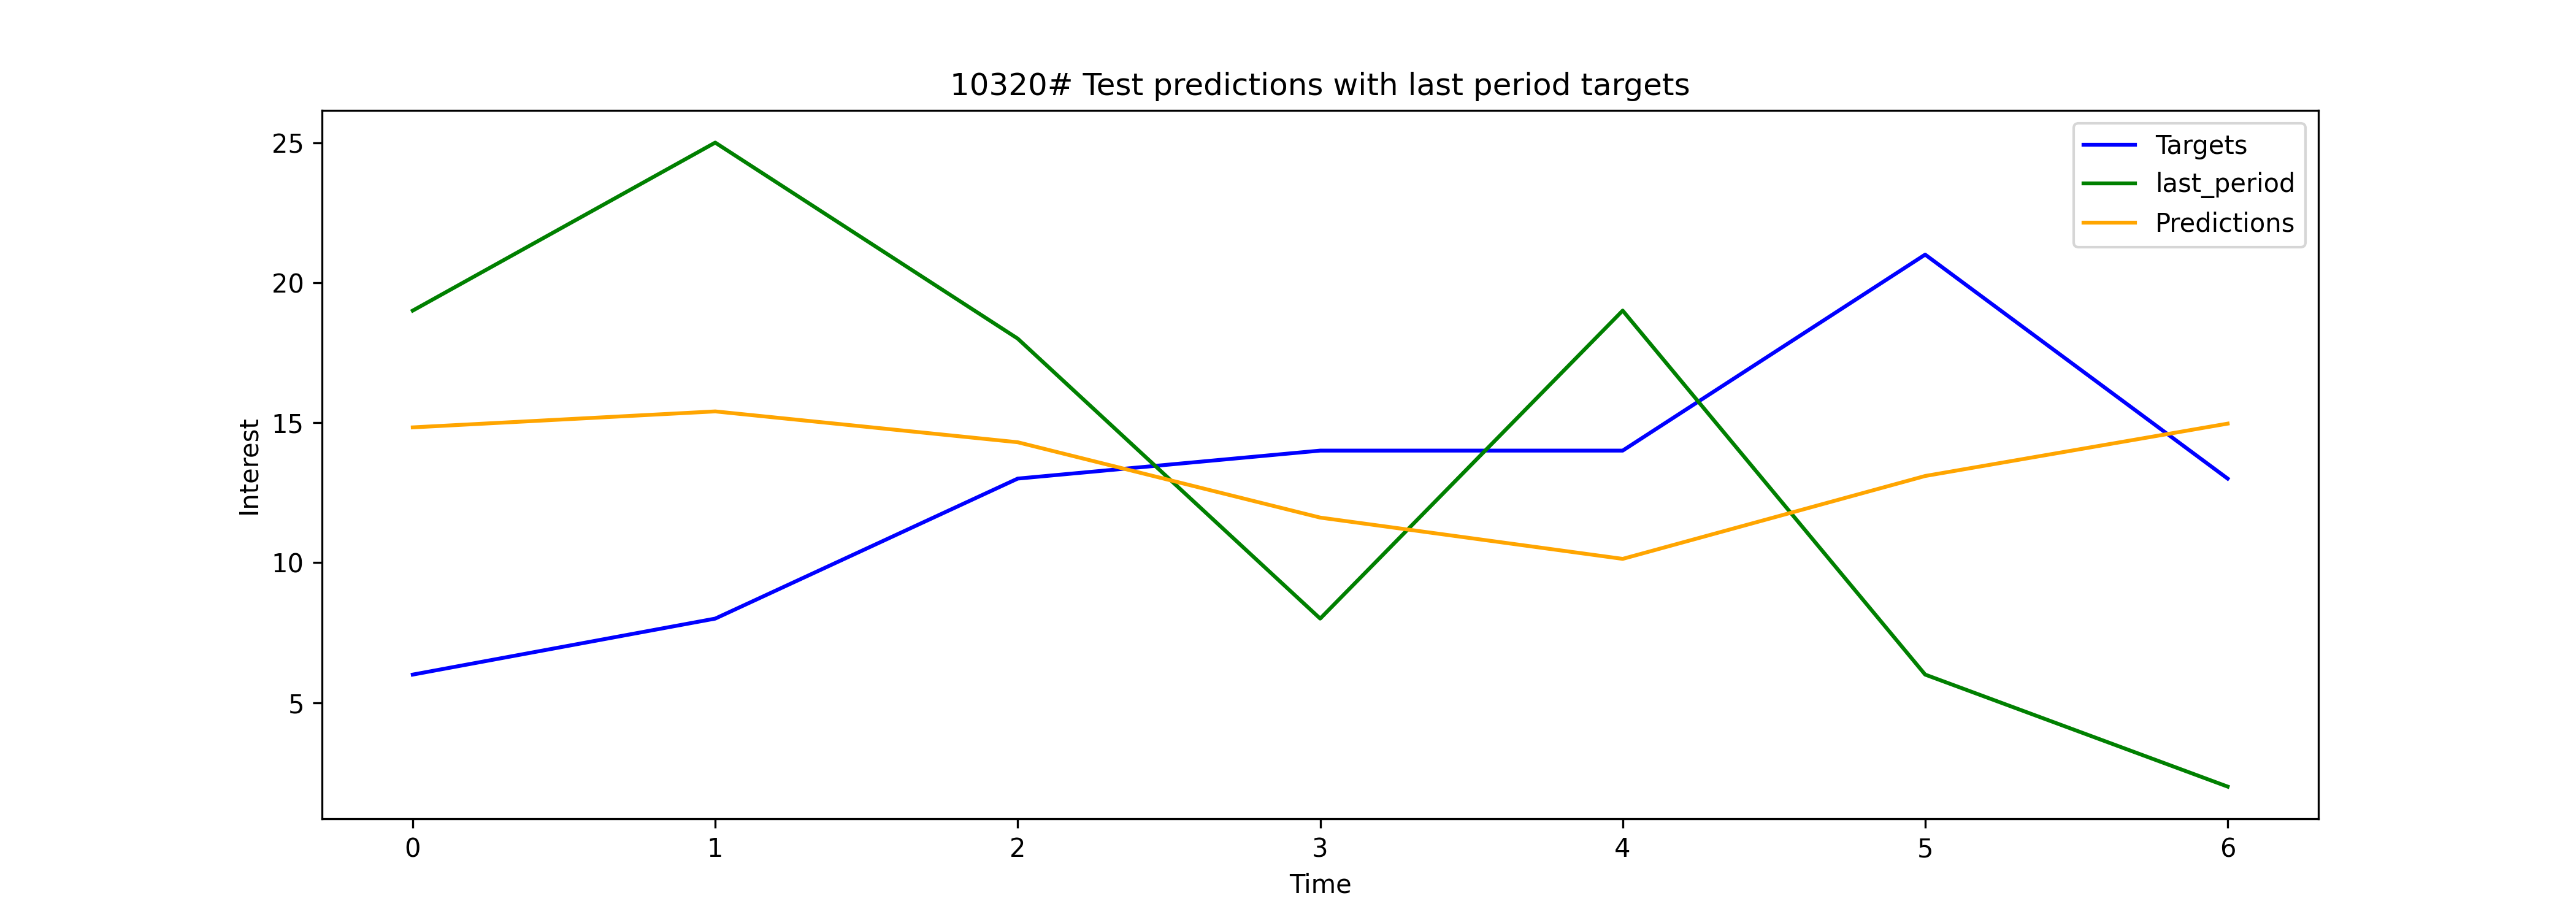 10320# Test predictions with last period targets
Targets
last_period
Predictions
Interest
25
20
15
10
5
0 1 2 3 4 5 6
Time